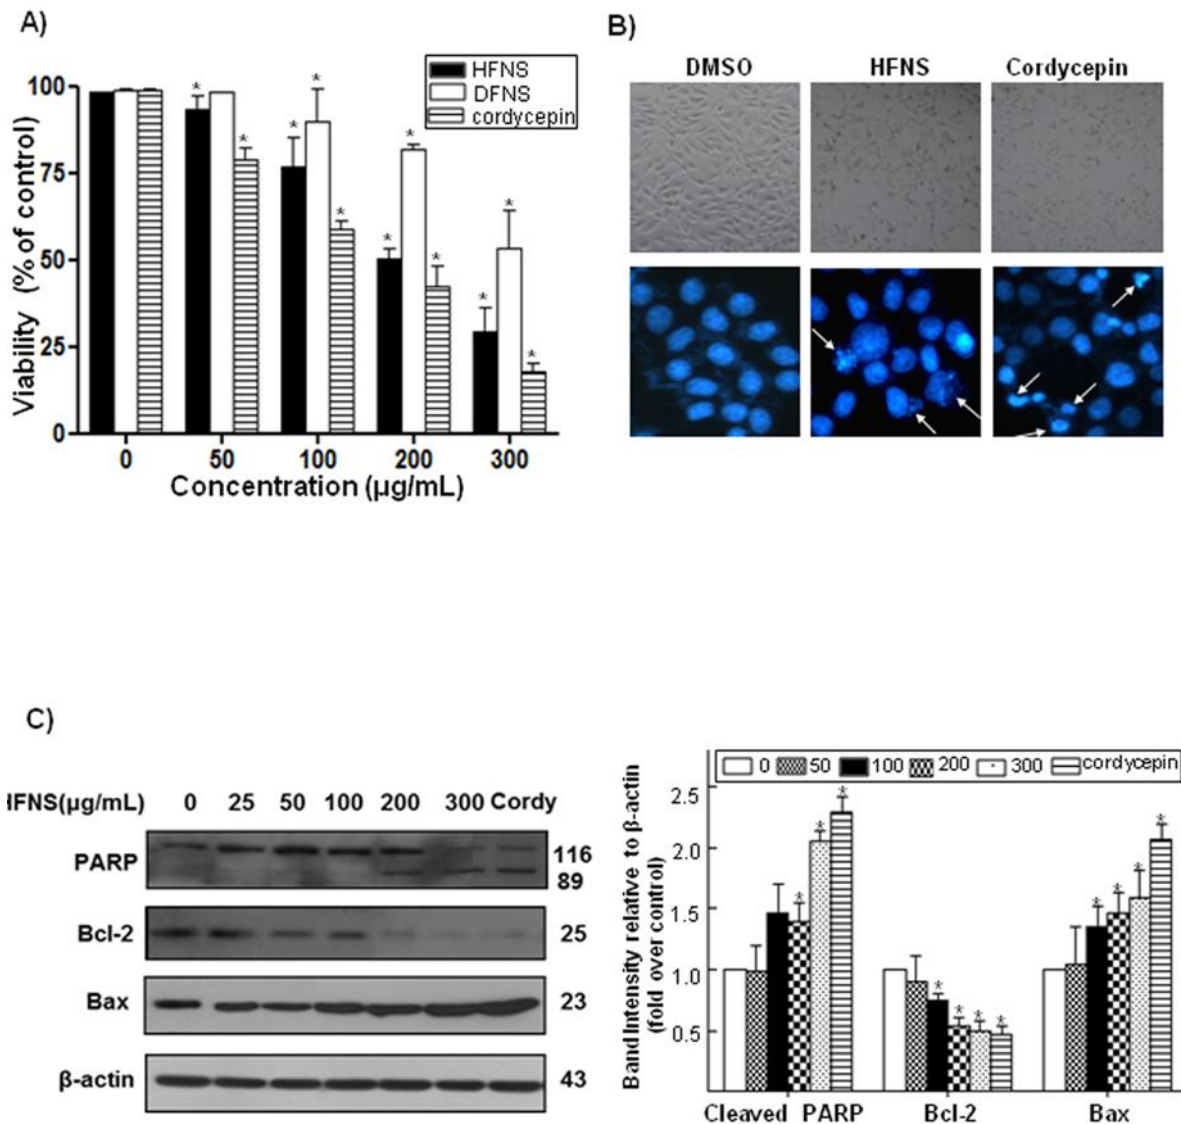 A)
HFNS
DFNS
cordycepin
Viability (% of control)
100
75
50
25
0
* * * * * * * * * * *
0 50 100 200 300
Concentration (µg/mL)
B)
DMSO HFNS Cordycepin
C)
HFNS(µg/mL) 0 25 50 100 200 300 Cordy
PARP 116
89
Bcl-2 25
Bax 23
β-actin 43
0 50 100 200 300 cordycepin
Band Intensity relative to β-actin
(fold over control)
2.5
2.0
1.5
1.0
0.5
* * * * * * * * * * *
Cleaved PARP Bcl-2 Bax